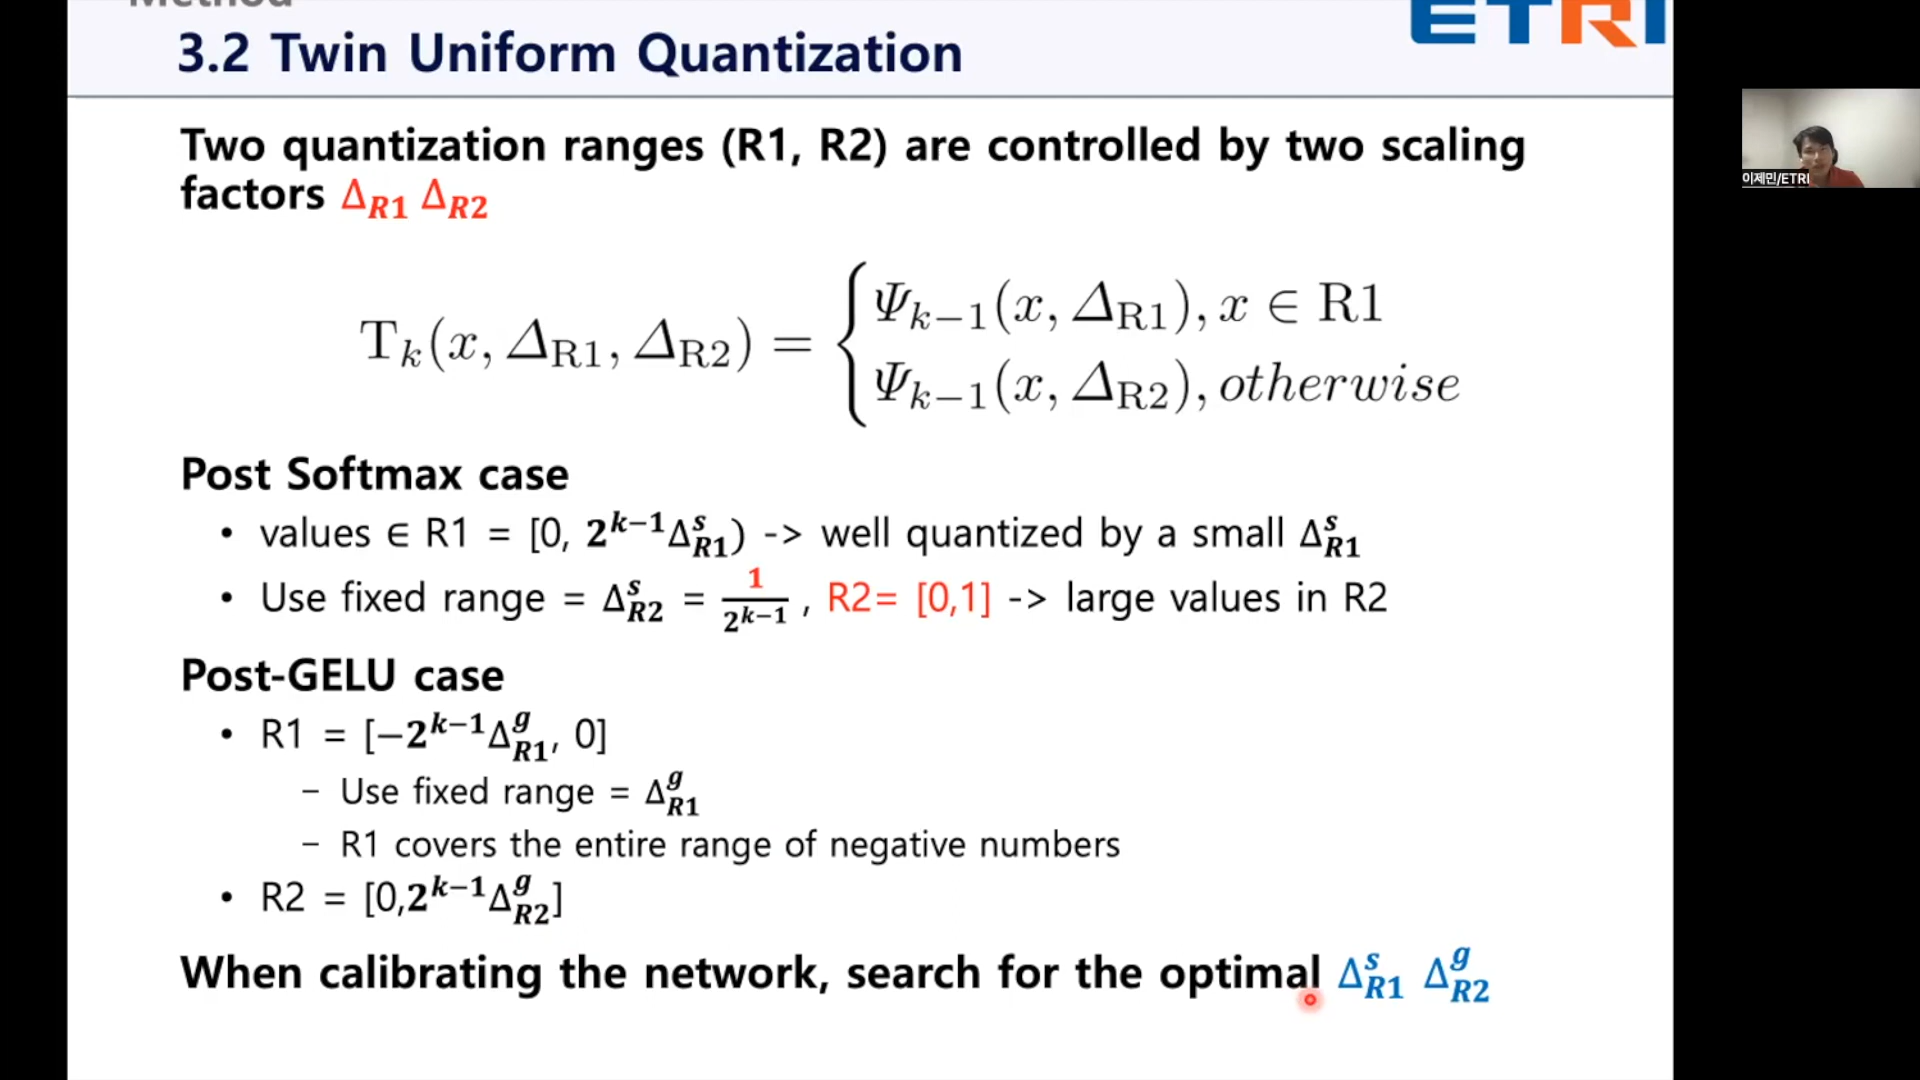 Method
ETRI
3.2 Twin Uniform Quantization
이제민/ETRI
Two quantization ranges (R1, R2) are controlled by two scaling
factors Δ_R1 Δ_R2
T_k(x, Δ_R1, Δ_R2) = { Ψ_k−1(x, Δ_R1), x ∈ R1
Ψ_k−1(x, Δ_R2), otherwise
Post Softmax case
• values ∈ R1 = [0, 2^{k−1}Δ^s_R1) -> well quantized by a small Δ^s_R1
• Use fixed range = Δ^s_R2 = 1/2^{k−1} , R2= [0,1] -> large values in R2
Post-GELU case
• R1 = [−2^{k−1}Δ^g_R1, 0]
– Use fixed range = Δ^g_R1
– R1 covers the entire range of negative numbers
• R2 = [0,2^{k−1}Δ^g_R2]
When calibrating the network, search for the optimal Δ^s_R1 Δ^g_R2